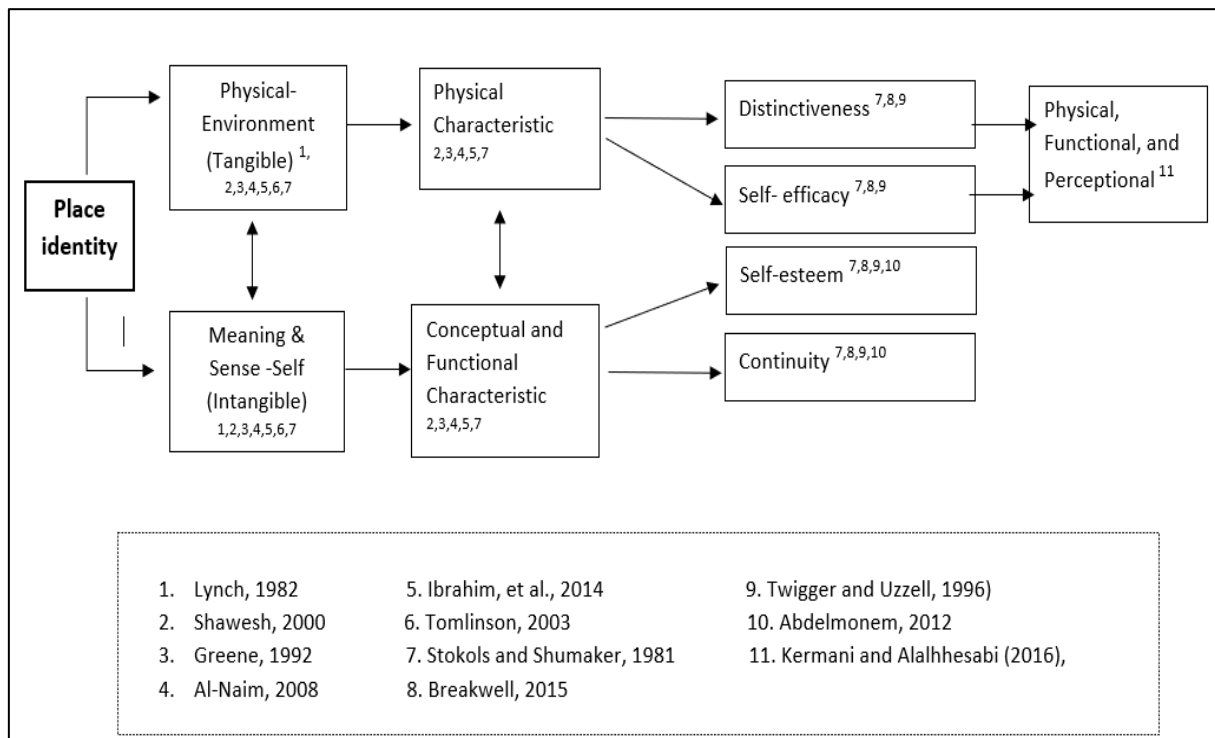 Place
identity
Physical-
Environment
(Tangible) 1,
2,3,4,5,6,7
Meaning &
Sense -Self
(Intangible)
1,2,3,4,5,6,7
Physical
Characteristic
2,3,4,5,7
Conceptual and
Functional
Characteristic
2,3,4,5,7
Distinctiveness 7,8,9
Self- efficacy 7,8,9
Self-esteem 7,8,9,10
Continuity 7,8,9,10
Physical,
Functional, and
Perceptional 11
1. Lynch, 1982
2. Shawesh, 2000
3. Greene, 1992
4. Al-Naim, 2008
5. Ibrahim, et al., 2014
6. Tomlinson, 2003
7. Stokols and Shumaker, 1981
8. Breakwell, 2015
9. Twigger and Uzzell, 1996)
10. Abdelmonem, 2012
11. Kermani and Alalhhesabi (2016),